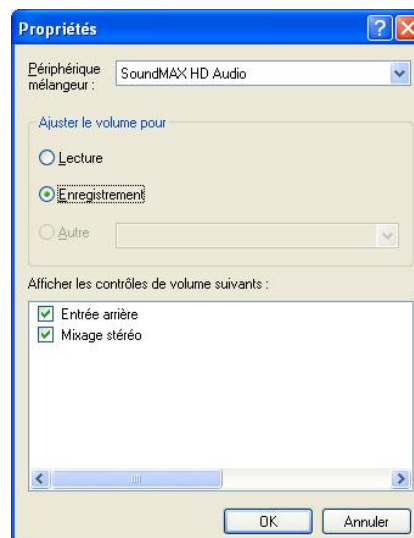 Propriétés
Périphérique
mélangeur :
SoundMAX HD Audio
Ajuster le volume pour
Lecture
Enregistrement
Autre
Afficher les contrôles de volume suivants :
Entrée arrière
Mixage stéréo
OK
Annuler